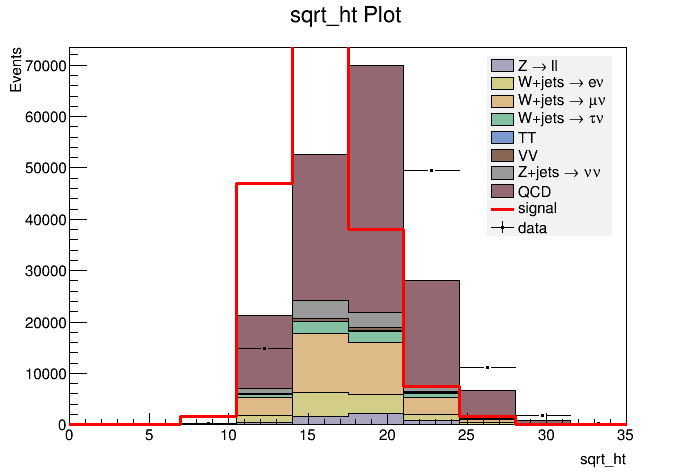 sqrt_ht Plot
Events
70000
60000
50000
40000
30000
20000
10000
0
Z → ll
W+jets → eν
W+jets → μν
W+jets → τν
TT
VV
Z+jets → νν
QCD
signal
data
0 5 10 15 20 25 30 35
sqrt_ht